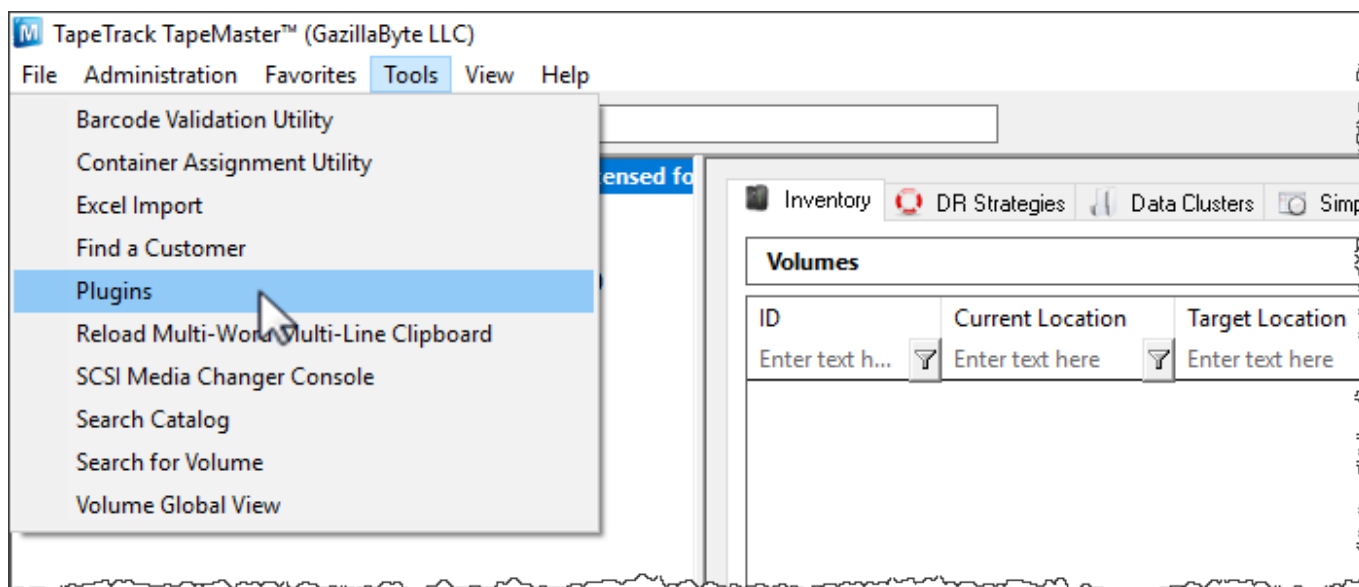 TapeTrack TapeMaster™ (GazillaByte LLC)
File Administration Favorites Tools View Help
Barcode Validation Utility
Container Assignment Utility
Excel Import
Find a Customer
Plugins
Reload Multi-Word Multi-Line Clipboard
SCSI Media Changer Console
Search Catalog
Search for Volume
Volume Global View
ensed fo
Inventory DR Strategies Data Clusters Simp
Volumes
ID Current Location Target Location
Enter text h... Enter text here Enter text here